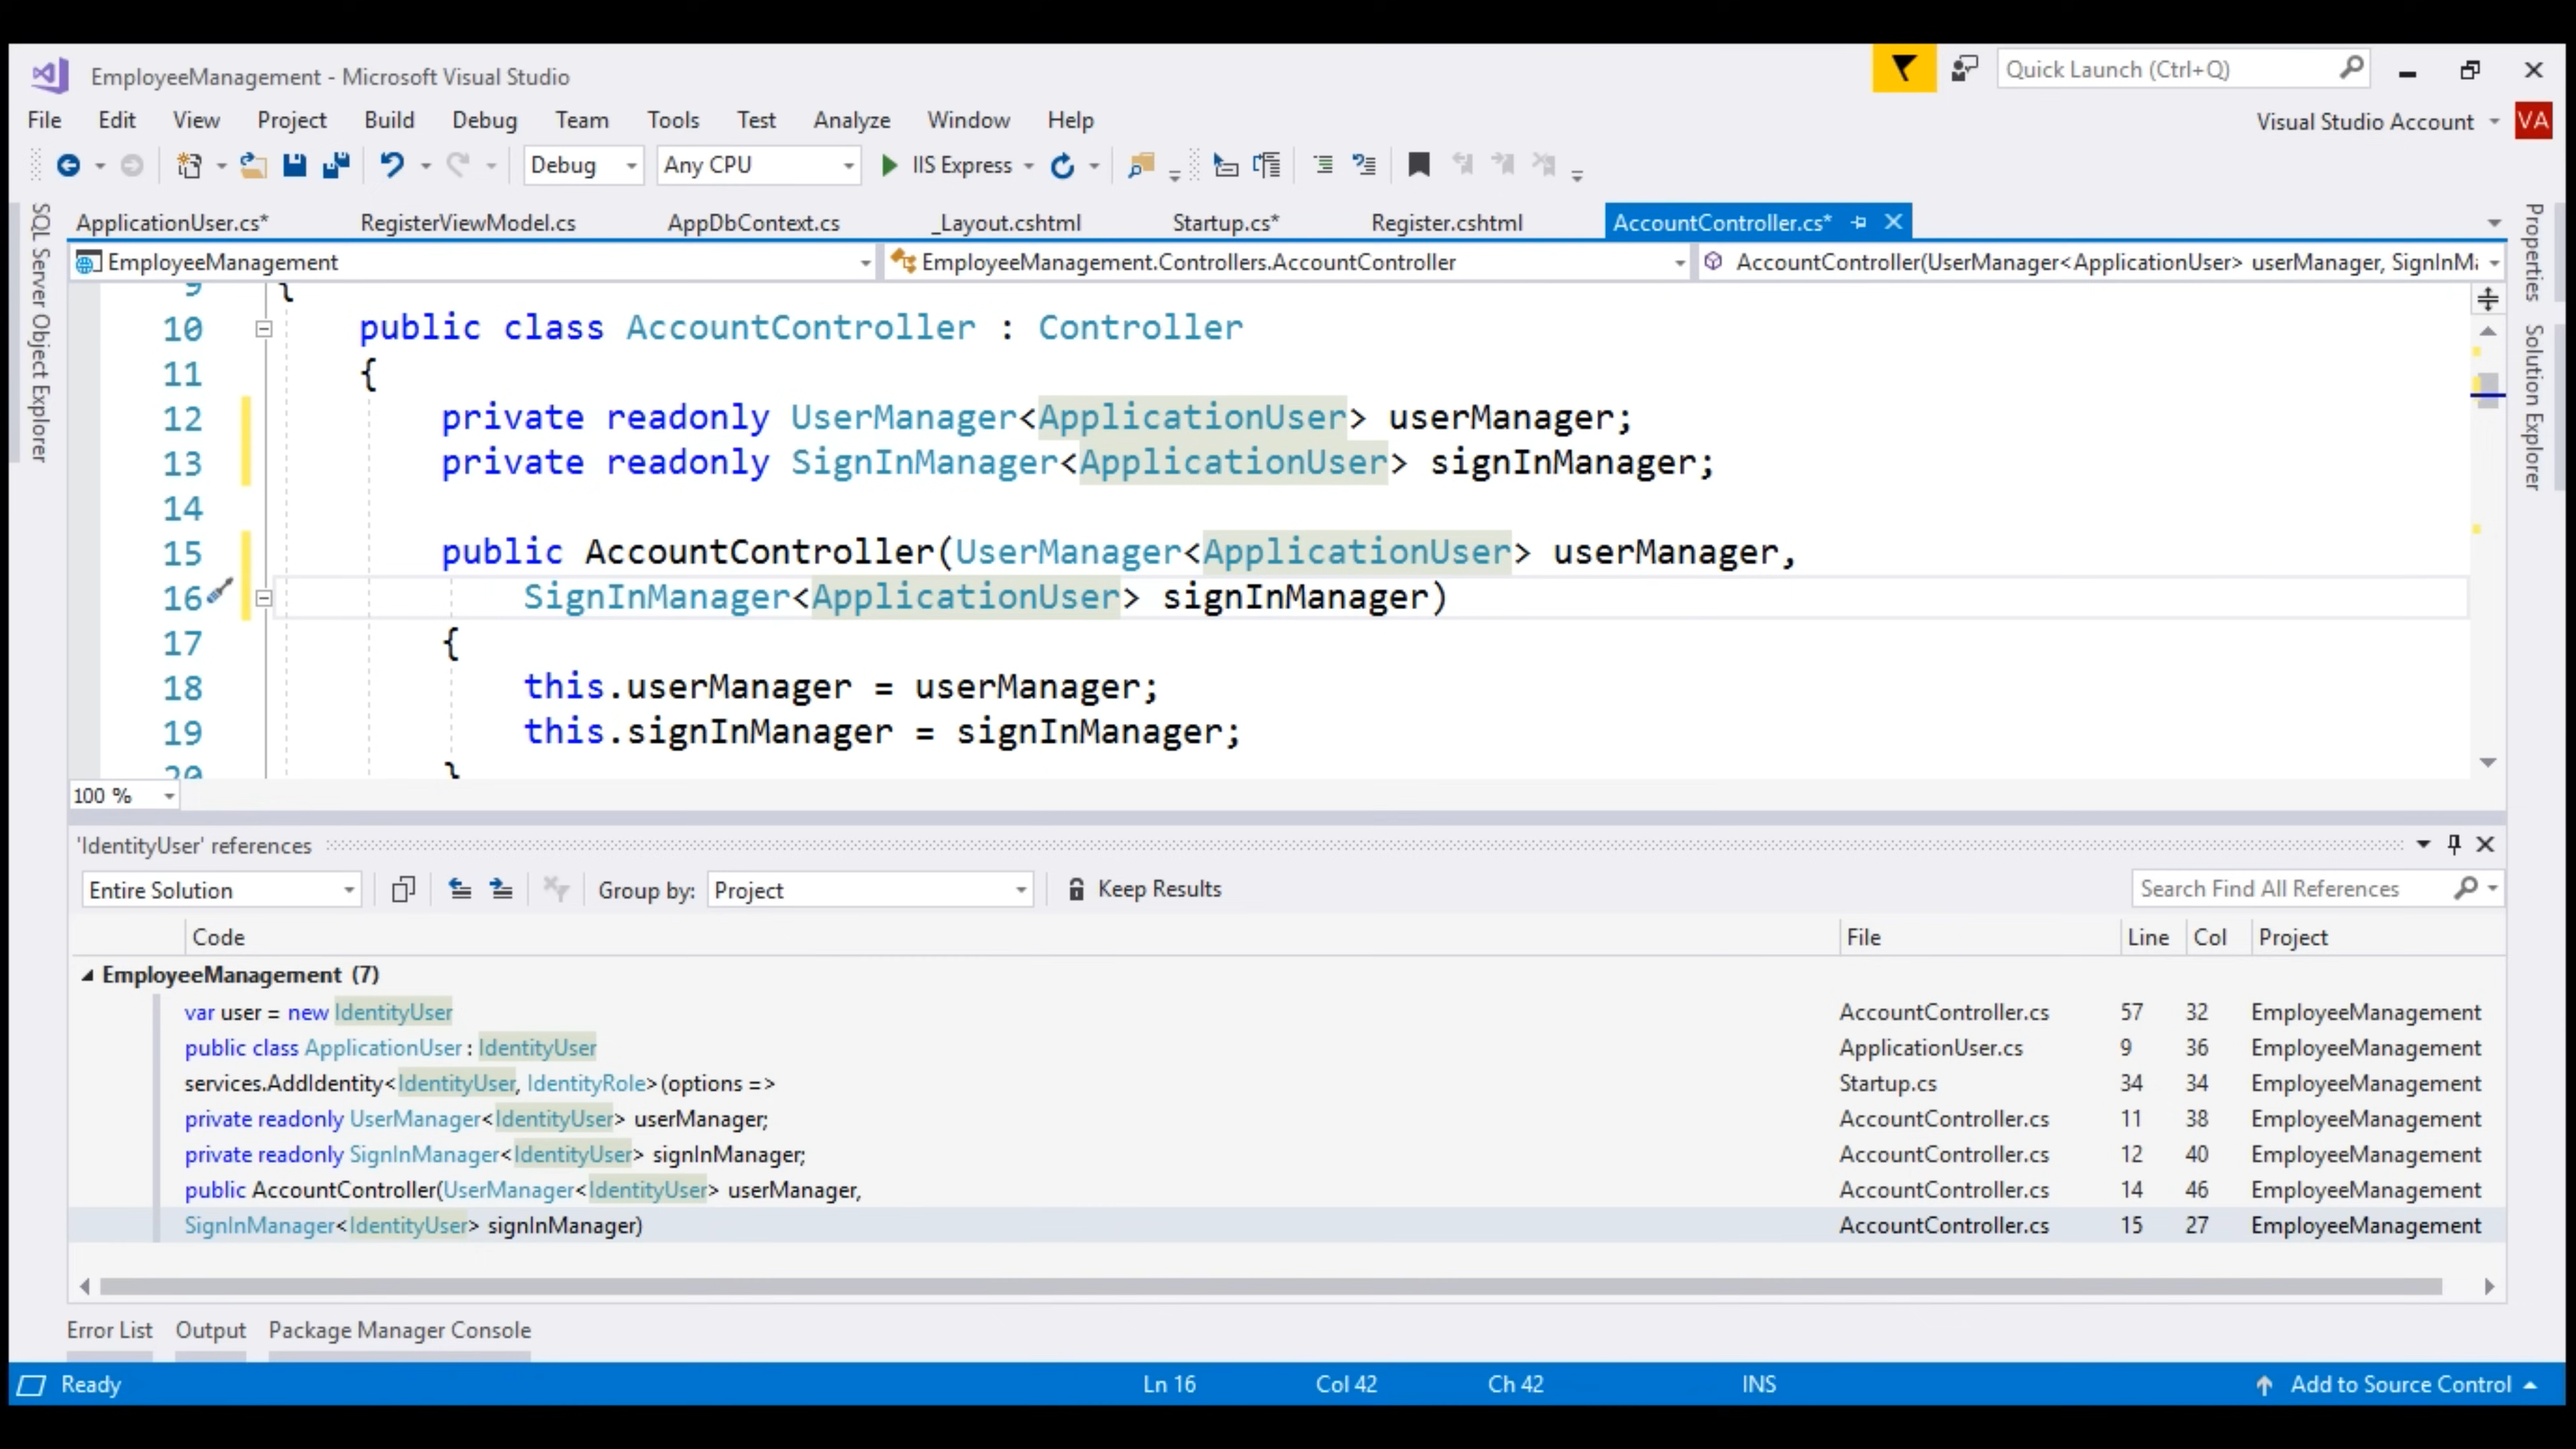 EmployeeManagement - Microsoft Visual Studio
Quick Launch (Ctrl+Q)
File Edit View Project Build Debug Team Tools Test Analyze Window Help
Visual Studio Account VA
Debug Any CPU IIS Express
SQL Server Object Explorer
Properties
Solution Explorer
ApplicationUser.cs* RegisterViewModel.cs AppDbContext.cs _Layout.cshtml Startup.cs* Register.cshtml AccountController.cs*
EmployeeManagement EmployeeManagement.Controllers.AccountController AccountController(UserManager<ApplicationUser> userManager, SignInMa
9 {
10 public class AccountController : Controller
11 {
12 private readonly UserManager<ApplicationUser> userManager;
13 private readonly SignInManager<ApplicationUser> signInManager;
14
15 public AccountController(UserManager<ApplicationUser> userManager,
16 SignInManager<ApplicationUser> signInManager)
17 {
18 this.userManager = userManager;
19 this.signInManager = signInManager;
20 }
100 %
'IdentityUser' references
Entire Solution Group by: Project Keep Results Search Find All References
Code File Line Col Project
EmployeeManagement (7)
var user = new IdentityUser AccountController.cs 57 32 EmployeeManagement
public class ApplicationUser : IdentityUser ApplicationUser.cs 9 36 EmployeeManagement
services.AddIdentity<IdentityUser, IdentityRole>(options => Startup.cs 34 34 EmployeeManagement
private readonly UserManager<IdentityUser> userManager; AccountController.cs 11 38 EmployeeManagement
private readonly SignInManager<IdentityUser> signInManager; AccountController.cs 12 40 EmployeeManagement
public AccountController(UserManager<IdentityUser> userManager, AccountController.cs 14 46 EmployeeManagement
SignInManager<IdentityUser> signInManager) AccountController.cs 15 27 EmployeeManagement
Error List Output Package Manager Console
Ready Ln 16 Col 42 Ch 42 INS Add to Source Control